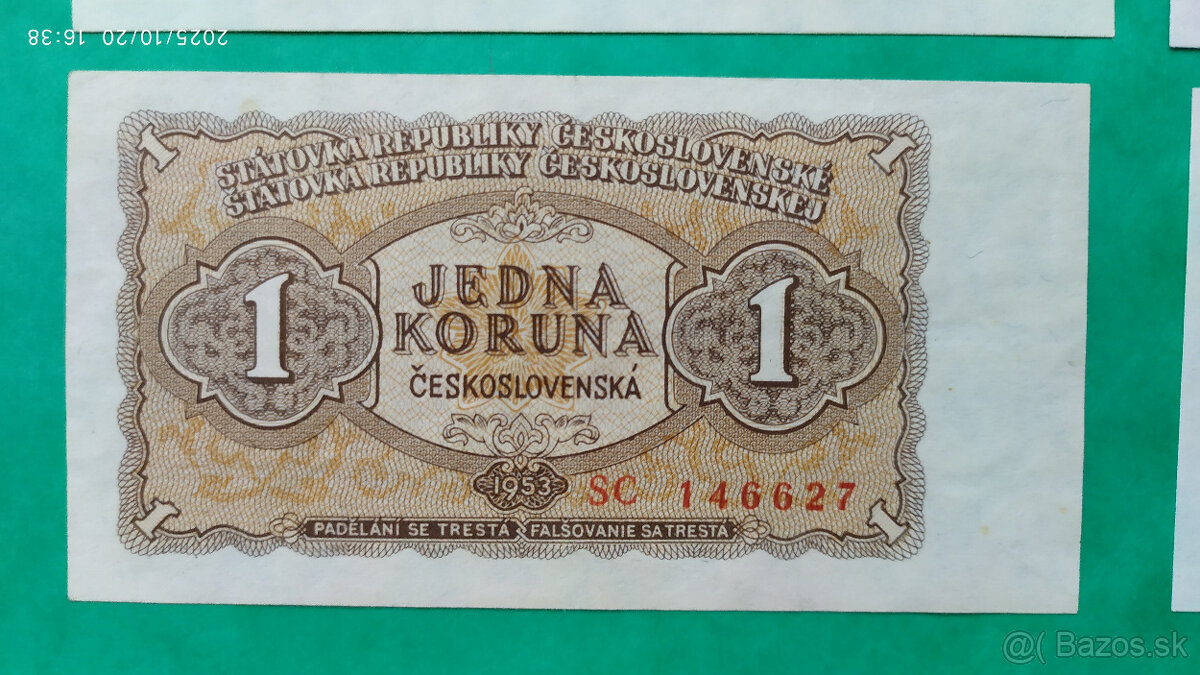 2025/10/20 16:38
1 1
STÁTOVKA REPUBLIKY ČESKOSLOVENSKÉ
ŠTÁTOVKA REPUBLIKY ČESKOSLOVENSKEJ
JEDNA
1 KORUNA 1
ČESKOSLOVENSKÁ
1953 SC 146627
1 1
PADĚLÁNÍ SE TRESTÁ FALŠOVANIE SA TRESTÁ
@( Bazos.sk